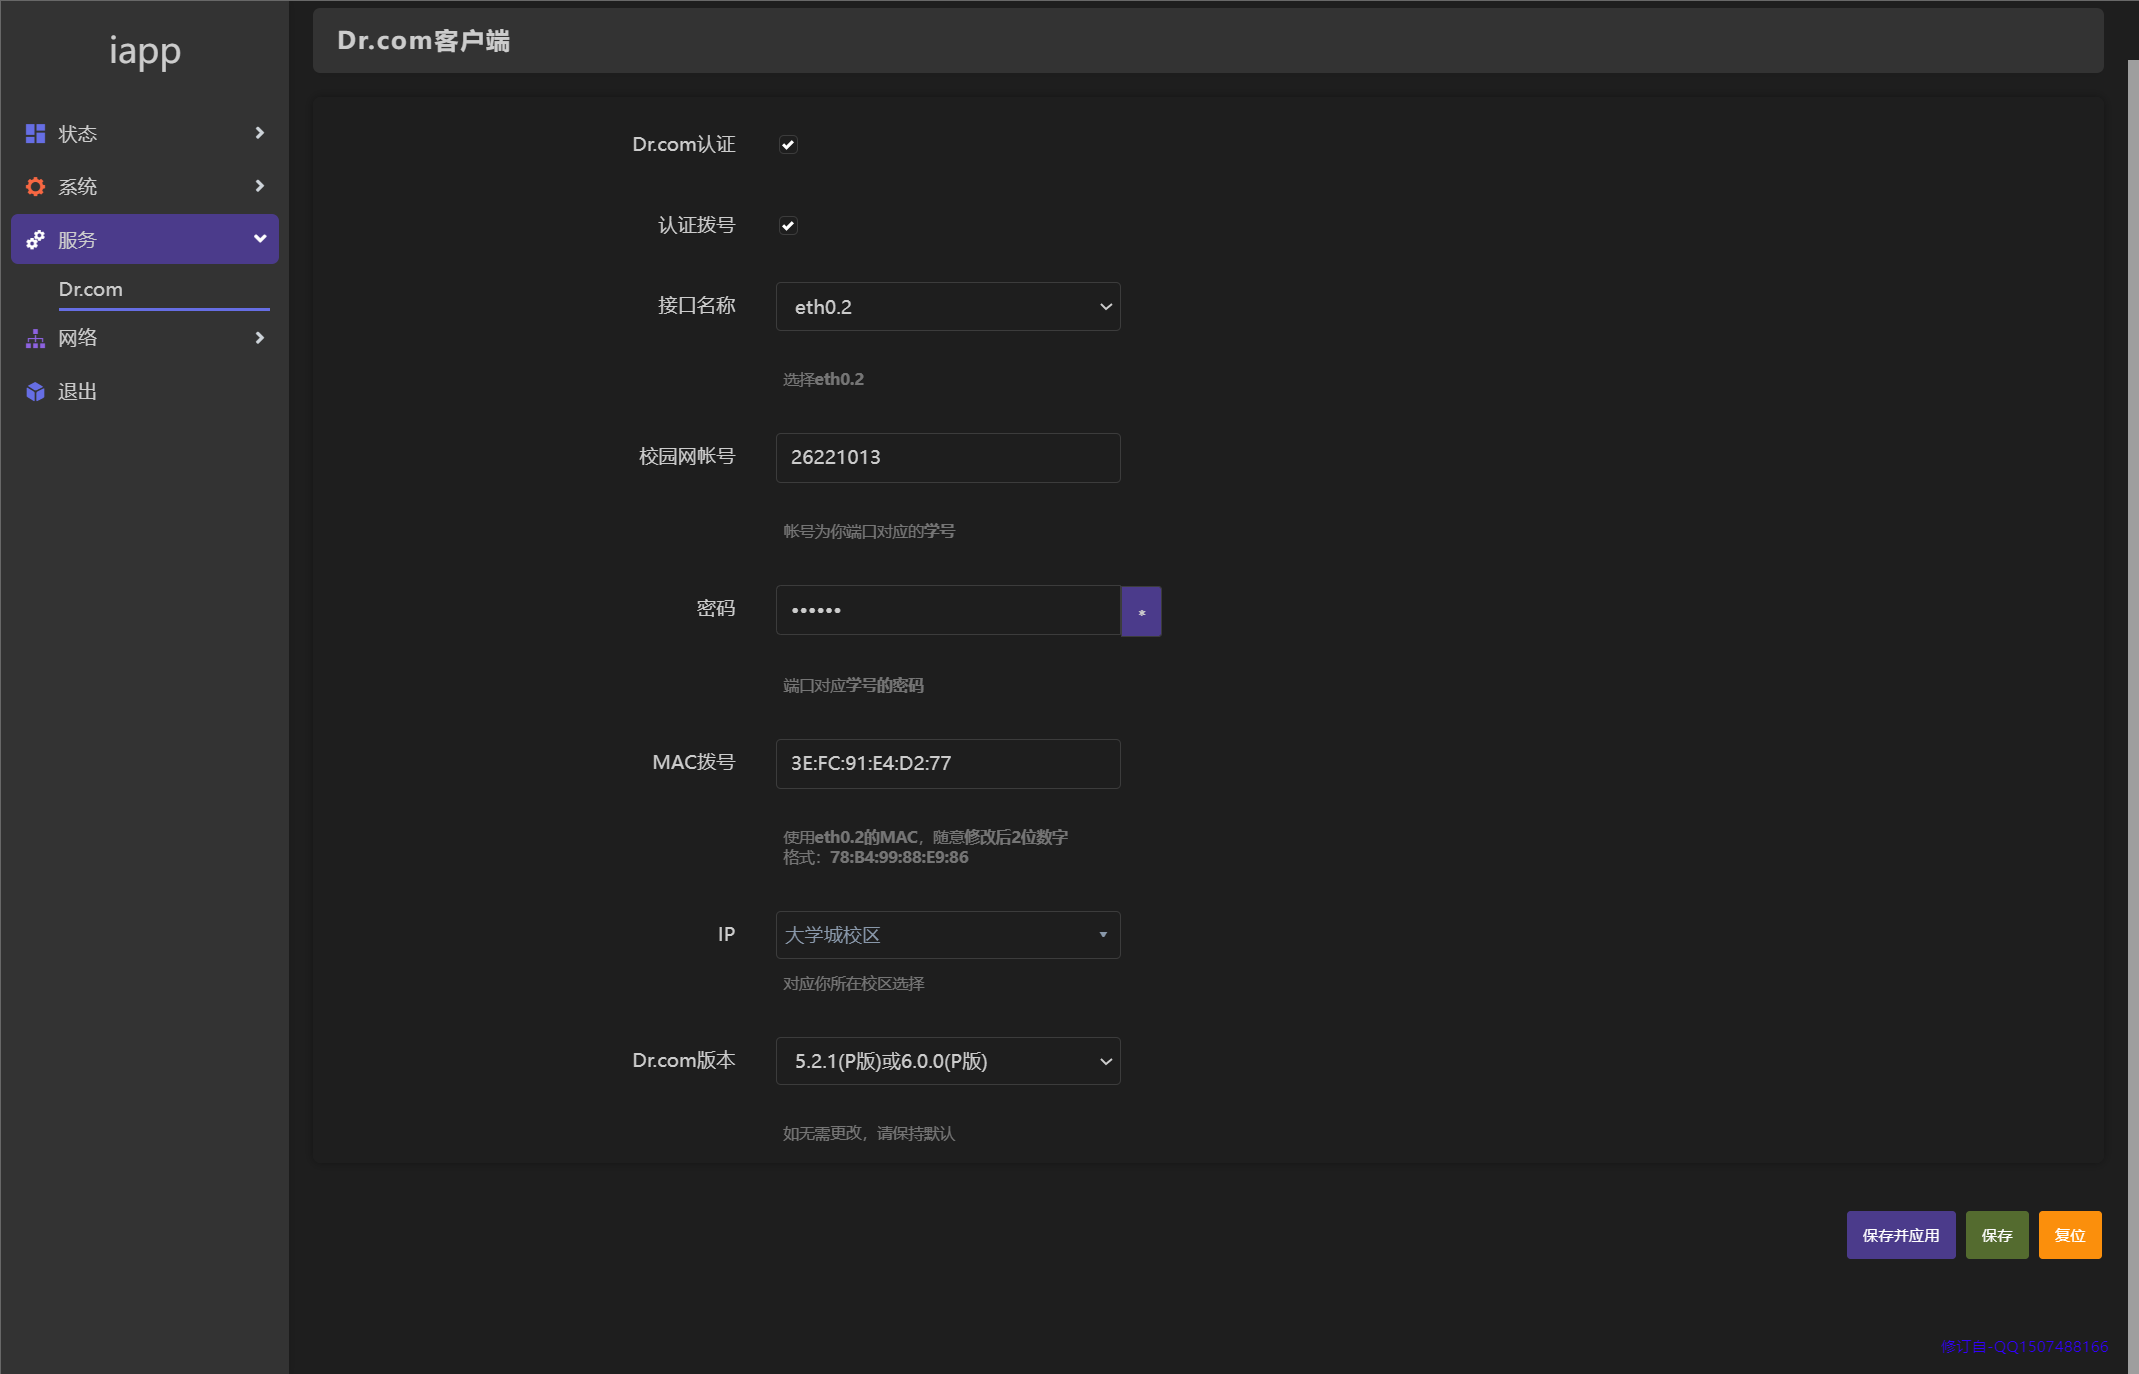 iapp
状态
系统
服务
Dr.com
网络
退出
Dr.com客户端
Dr.com认证
认证拨号
接口名称
eth0.2
选择eth0.2
校园网帐号
26221013
帐号为你端口对应的学号
密码
••••••
*
端口对应学号的密码
MAC拨号
3E:FC:91:E4:D2:77
使用eth0.2的MAC，随意修改后2位数字
格式：78:B4:99:88:E9:86
IP
大学城校区
对应你所在校区选择
Dr.com版本
5.2.1(P版)或6.0.0(P版)
如无需更改，请保持默认
保存并应用
保存
复位
修订自-QQ1507488166